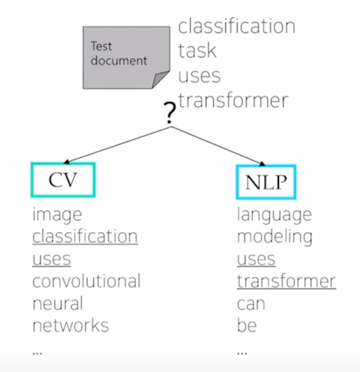 Test
document
classification
task
uses
transformer
?
CV
image
classification
uses
convolutional
neural
networks
...
NLP
language
modeling
uses
transformer
can
be
...